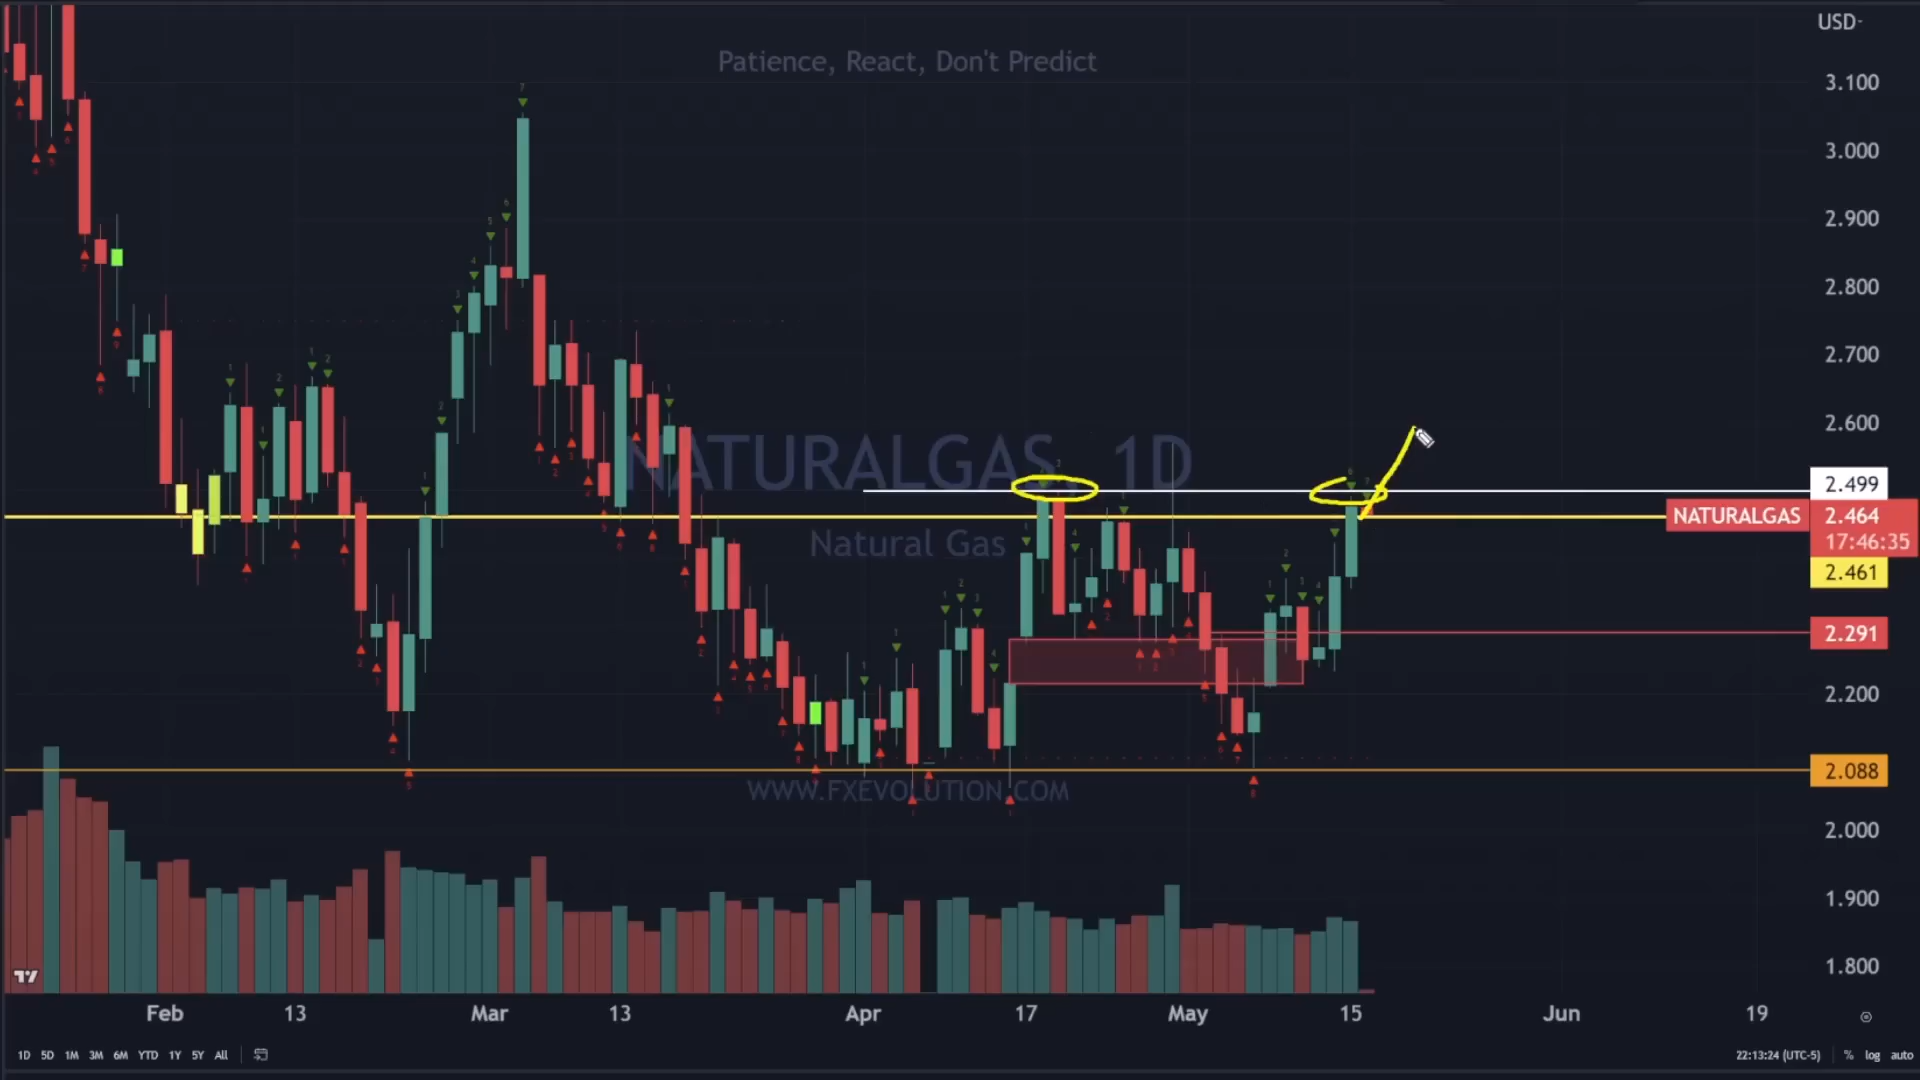 USD
Patience, React, Don't Predict
3.100
3.000
2.900
2.800
2.700
2.600
NATURALGAS, 1D
2.499
NATURALGAS 2.464
17:46:35
Natural Gas
2.461
2.291
2.200
2.088
WWW.FXEVOLUTION.COM
2.000
1.900
1.800
Feb 13 Mar 13 Apr 17 May 15 Jun 19
1D 5D 1M 3M 6M YTD 1Y 5Y All
22:13:24 (UTC-5) % log auto